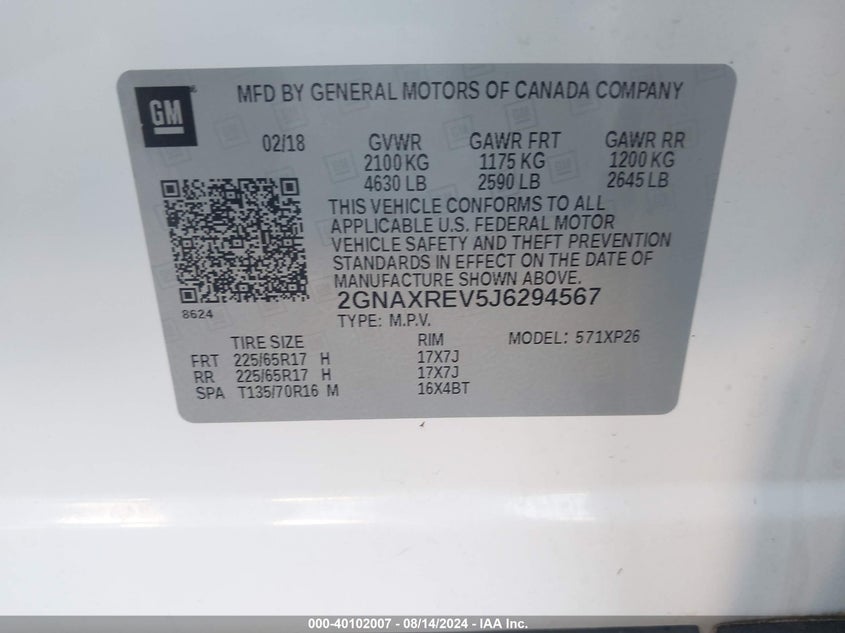 GM
MFD BY GENERAL MOTORS OF CANADA COMPANY
02/18 GVWR GAWR FRT GAWR RR
2100 KG 1175 KG 1200 KG
4630 LB 2590 LB 2645 LB
THIS VEHICLE CONFORMS TO ALL
APPLICABLE U.S. FEDERAL MOTOR
VEHICLE SAFETY AND THEFT PREVENTION
STANDARDS IN EFFECT ON THE DATE OF
MANUFACTURE SHOWN ABOVE.
8624 2GNAXREV5J6294567
TYPE: M.P.V.
TIRE SIZE RIM MODEL: 571XP26
FRT 225/65R17 H 17X7J
RR 225/65R17 H 17X7J
SPA T135/70R16 M 16X4BT
000-40102007 - 08/14/2024 - IAA Inc.